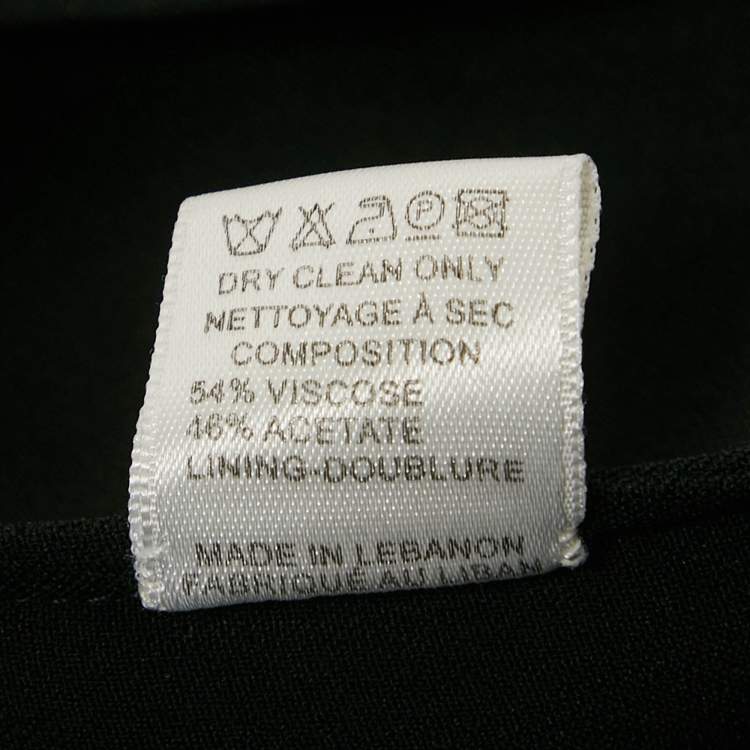 P
DRY CLEAN ONLY
NETTOYAGE À SEC
COMPOSITION
54% VISCOSE
46% ACETATE
LINING-DOUBLURE
MADE IN LEBANON
FABRIQUÉ AU LIBAN